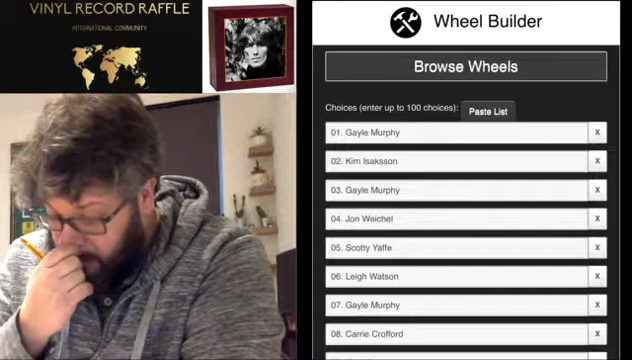 VINYL RECORD RAFFLE
INTERNATIONAL COMMUNITY
Wheel Builder
Browse Wheels
Choices (enter up to 100 choices):
Paste List
01. Gayle Murphy
X
02. Kim Isaksson
X
03. Gayle Murphy
X
04. Jon Weichel
X
05. Scotty Yaffe
X
06. Leigh Watson
X
07. Gayle Murphy
X
08. Carrie Crofford
X